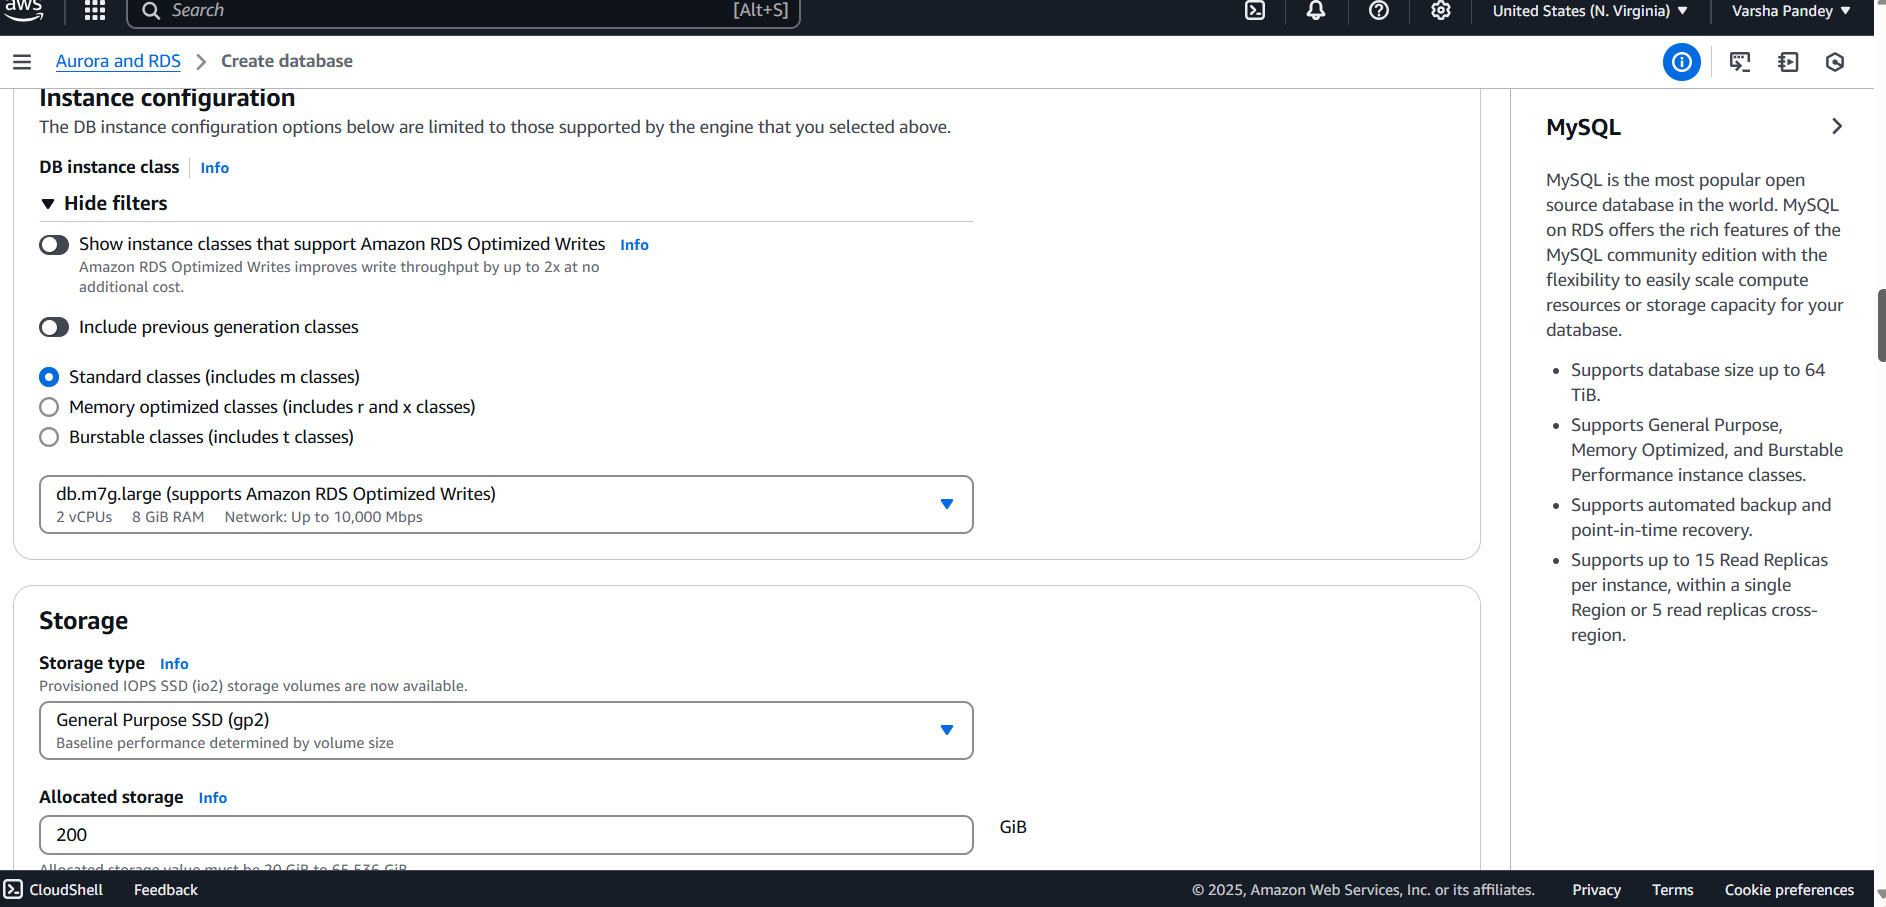 aws
Search
[Alt+S]
United States (N. Virginia)
Varsha Pandey
Aurora and RDS
Create database
Instance configuration
The DB instance configuration options below are limited to those supported by the engine that you selected above.
DB instance class
Info
Hide filters
Show instance classes that support Amazon RDS Optimized Writes
Info
Amazon RDS Optimized Writes improves write throughput by up to 2x at no
additional cost.
Include previous generation classes
Standard classes (includes m classes)
Memory optimized classes (includes r and x classes)
Burstable classes (includes t classes)
db.m7g.large (supports Amazon RDS Optimized Writes)
2 vCPUs 8 GiB RAM Network: Up to 10,000 Mbps
Storage
Storage type
Info
Provisioned IOPS SSD (io2) storage volumes are now available.
General Purpose SSD (gp2)
Baseline performance determined by volume size
Allocated storage
Info
200
GiB
Allocated storage value must be 20 GiB to 65,536 GiB
MySQL
MySQL is the most popular open
source database in the world. MySQL
on RDS offers the rich features of the
MySQL community edition with the
flexibility to easily scale compute
resources or storage capacity for your
database.
• Supports database size up to 64
TiB.
• Supports General Purpose,
Memory Optimized, and Burstable
Performance instance classes.
• Supports automated backup and
point-in-time recovery.
• Supports up to 15 Read Replicas
per instance, within a single
Region or 5 read replicas cross-
region.
CloudShell
Feedback
© 2025, Amazon Web Services, Inc. or its affiliates.
Privacy
Terms
Cookie preferences